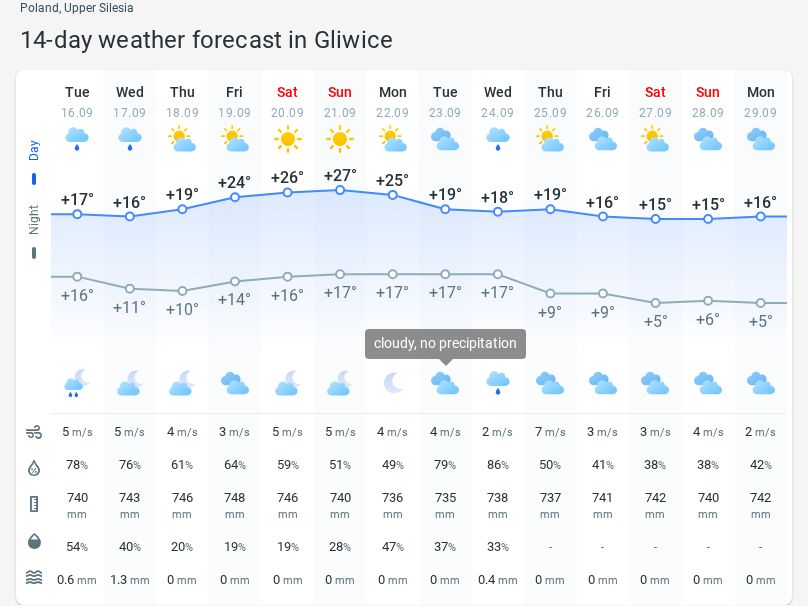 Poland, Upper Silesia
14-day weather forecast in Gliwice
Tue Wed Thu Fri Sat Sun Mon Tue Wed Thu Fri Sat Sun Mon
16.09 17.09 18.09 19.09 20.09 21.09 22.09 23.09 24.09 25.09 26.09 27.09 28.09 29.09
Day
+17° +16° +19° +24° +26° +27° +25° +19° +18° +19° +16° +15° +15° +16°
Night
+16° +11° +10° +14° +16° +17° +17° +17° +17° +9° +9° +5° +6° +5°
cloudy, no precipitation
5 m/s 5 m/s 4 m/s 3 m/s 5 m/s 5 m/s 4 m/s 4 m/s 2 m/s 7 m/s 3 m/s 3 m/s 4 m/s 2 m/s
78% 76% 61% 64% 59% 51% 49% 79% 86% 50% 41% 38% 38% 42%
740 743 746 748 746 740 736 735 738 737 741 742 740 742
mm mm mm mm mm mm mm mm mm mm mm mm mm mm
54% 40% 20% 19% 19% 28% 47% 37% 33% - - - - -
0.6 mm 1.3 mm 0 mm 0 mm 0 mm 0 mm 0 mm 0 mm 0.4 mm 0 mm 0 mm 0 mm 0 mm 0 mm